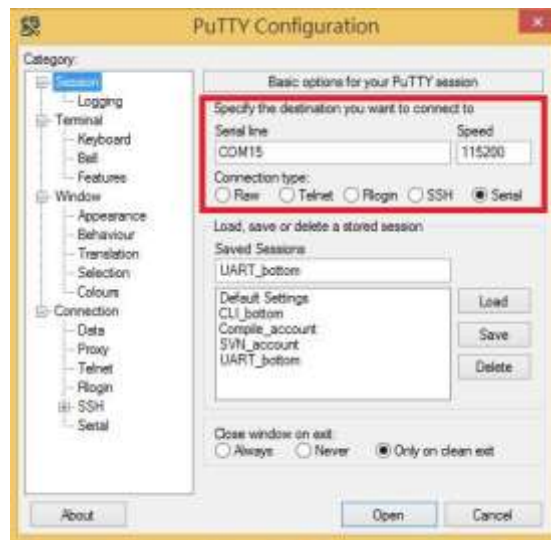 PuTTY Configuration
Category:
Session
Logging
Terminal
Keyboard
Bell
Features
Window
Appearance
Behaviour
Translation
Selection
Colours
Connection
Data
Proxy
Telnet
Rlogin
SSH
Serial
Basic options for your PuTTY session
Specify the destination you want to connect to
Serial line Speed
COM15 115200
Connection type:
Raw Telnet Rlogin SSH Serial
Load, save or delete a stored session
Saved Sessions
UART_bottom
Default Settings
CLI_bottom
Compile_account
SVN_account
UART_bottom
Load
Save
Delete
Close window on exit:
Always Never Only on clean exit
About Open Cancel